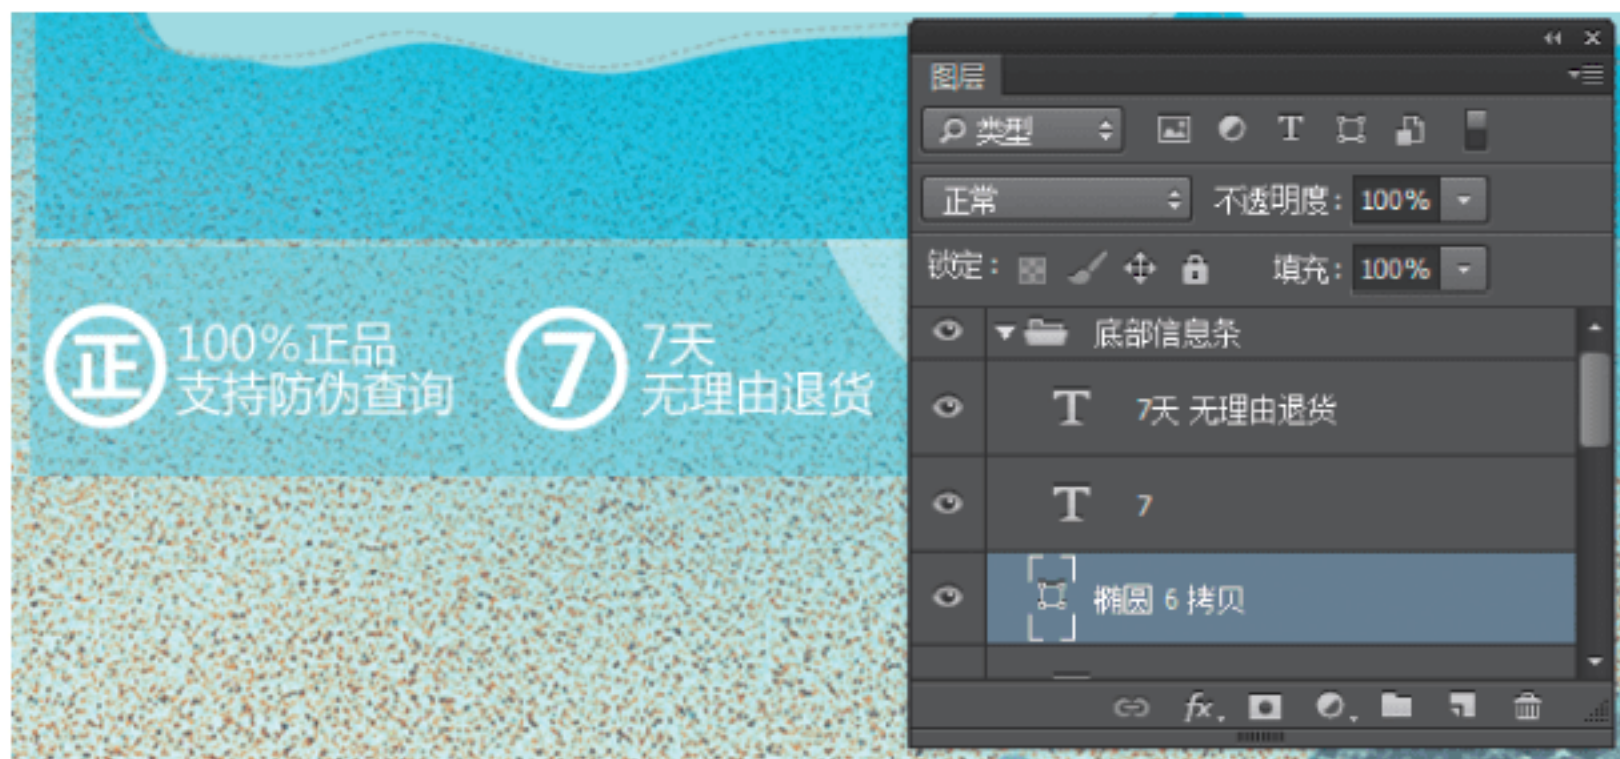 图层
类型
正常
不透明度：100%
锁定：
填充：100%
底部信息条
7天 无理由退货
7
椭圆 6 拷贝
fx
正
100%正品
支持防伪查询
7
7天
无理由退货